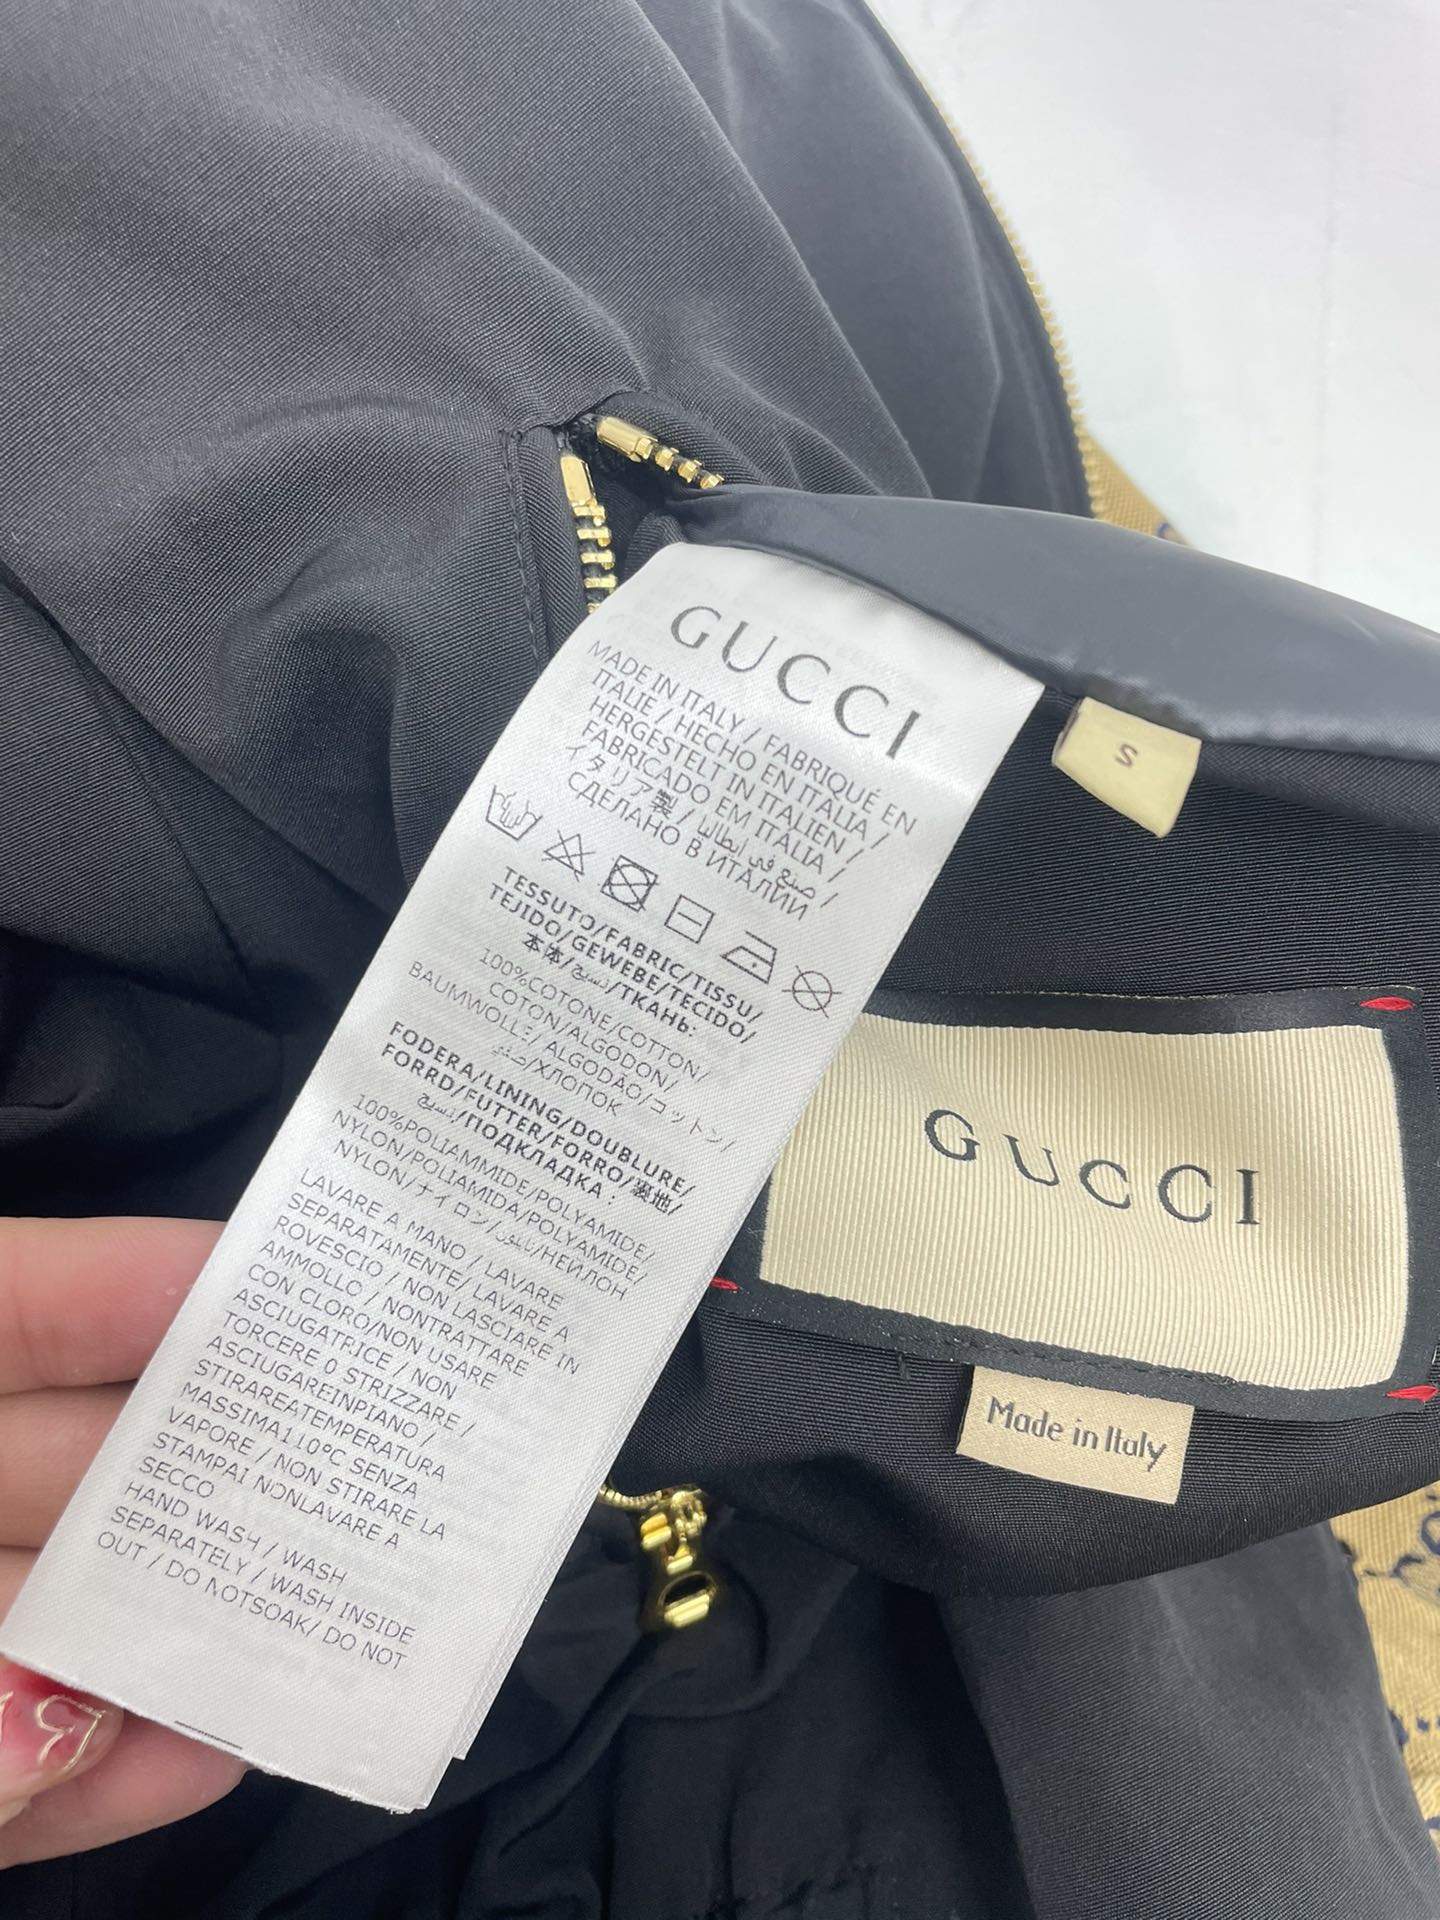 GUCCI
MADE IN ITALY / FABRIQUÉ EN
ITALIE / HECHO EN ITALIA /
HERGESTELT IN ITALIEN /
FABRICADO EM ITALIA /
イタリア製 / صنع في إيطاليا /
СДЕЛАНО В ИТАЛИИ
TESSUTO/FABRIC/TISSU/
TEJIDO/GEWEBE/TECIDO/
本体/نسيج/ТКАНЬ:
100%COTONE/COTTON/
COTON/ALGODON/
BAUMWOLLE/ ALGODÃO/コットン/
/ХЛОПОК
FODERA/LINING/DOUBLURE/
FORRD/FUTTER/FORRO/裏地/
نسيج/ПОДКЛАДКА:
100%POLIAMMIDE/POLYAMIDE/
NYLON/POLIAMIDA/POLYAMIDE/
NYLON/ナイロン/نايلون/НЕИЛОН
LAVARE A MANO / LAVARE
SEPARATAMENTE/ LAVARE A
ROVESCIO / NON LASCIARE IN
AMMOLLO / NONTRATTARE
CON CLORO/NON USARE
ASCIUGATRICE / NON
TORCERE O STRIZZARE /
ASCIUGAREINPIANO /
STIRAREATEMPERATURA
MASSIMA110°C SENZA
VAPORE / NON STIRARE LA
STAMPAI NONLAVARE A
SECCO
HAND WASH / WASH
SEPARATELY / WASH INSIDE
OUT / DO NOTSOAK/ DO NOT
S
GUCCI
Made in Italy